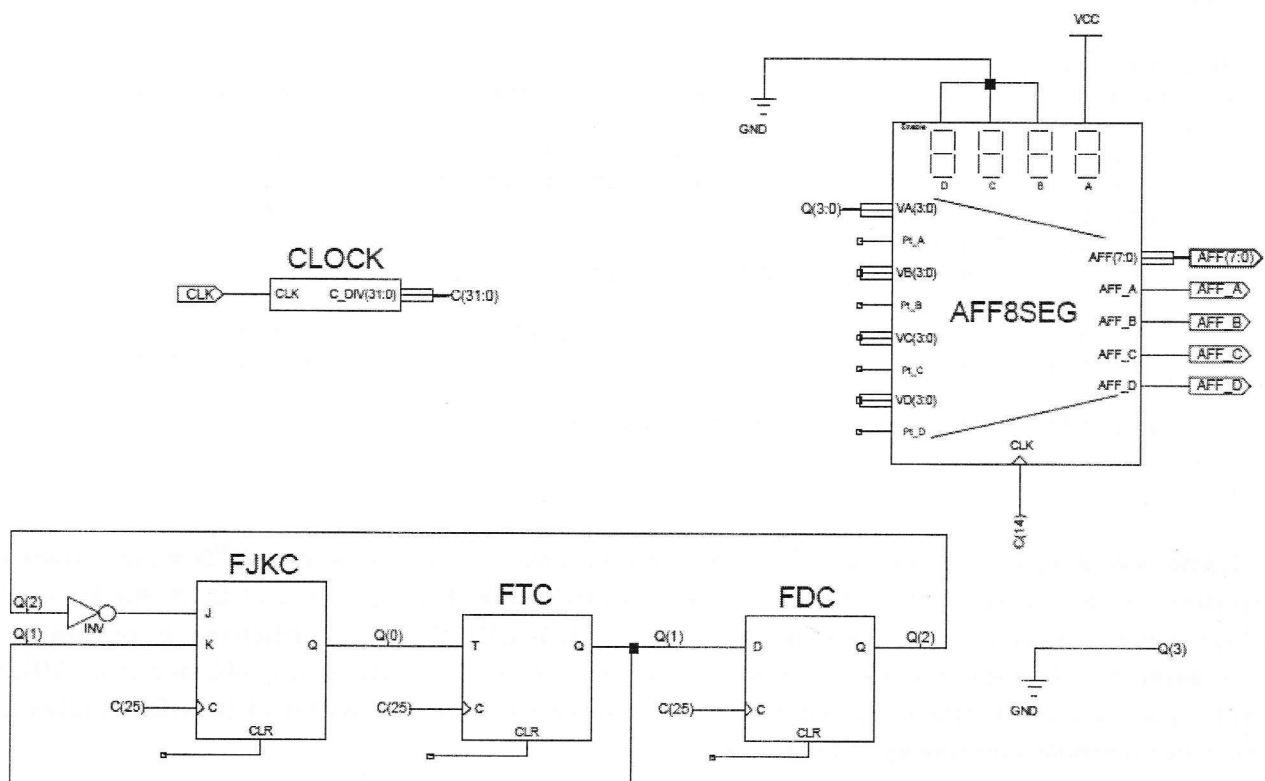 VCC
GND
Enable
D C B A
Q(3:0) VA(3:0)
Pt_A
VB(3:0)
Pt_B
VC(3:0)
Pt_C
VD(3:0)
Pt_D
AFF8SEG
AFF(7:0) AFF(7:0)
AFF_A AFF_A
AFF_B AFF_B
AFF_C AFF_C
AFF_D AFF_D
CLK
C(14)
CLOCK
CLK CLK C_DIV(31:0) C(31:0)
FJKC
Q(2) INV J
Q(1) K Q
C(25) C
CLR
FTC
Q(0) T Q
C(25) C
CLR
FDC
Q(1) D Q Q(2)
C(25) C
CLR
Q(3)
GND